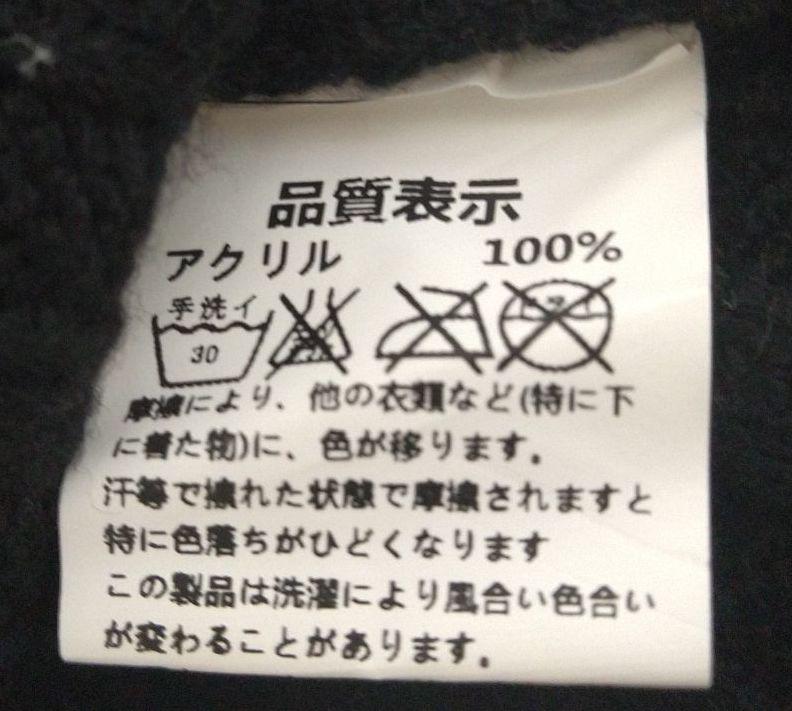 品質表示
アクリル 100%
手洗イ
30
摩擦により、他の衣類など(特に下
に着た物)に、色が移ります。
汗等で擦れた状態で摩擦されますと
特に色落ちがひどくなります
この製品は洗濯により風合い色合い
が変わることがあります。